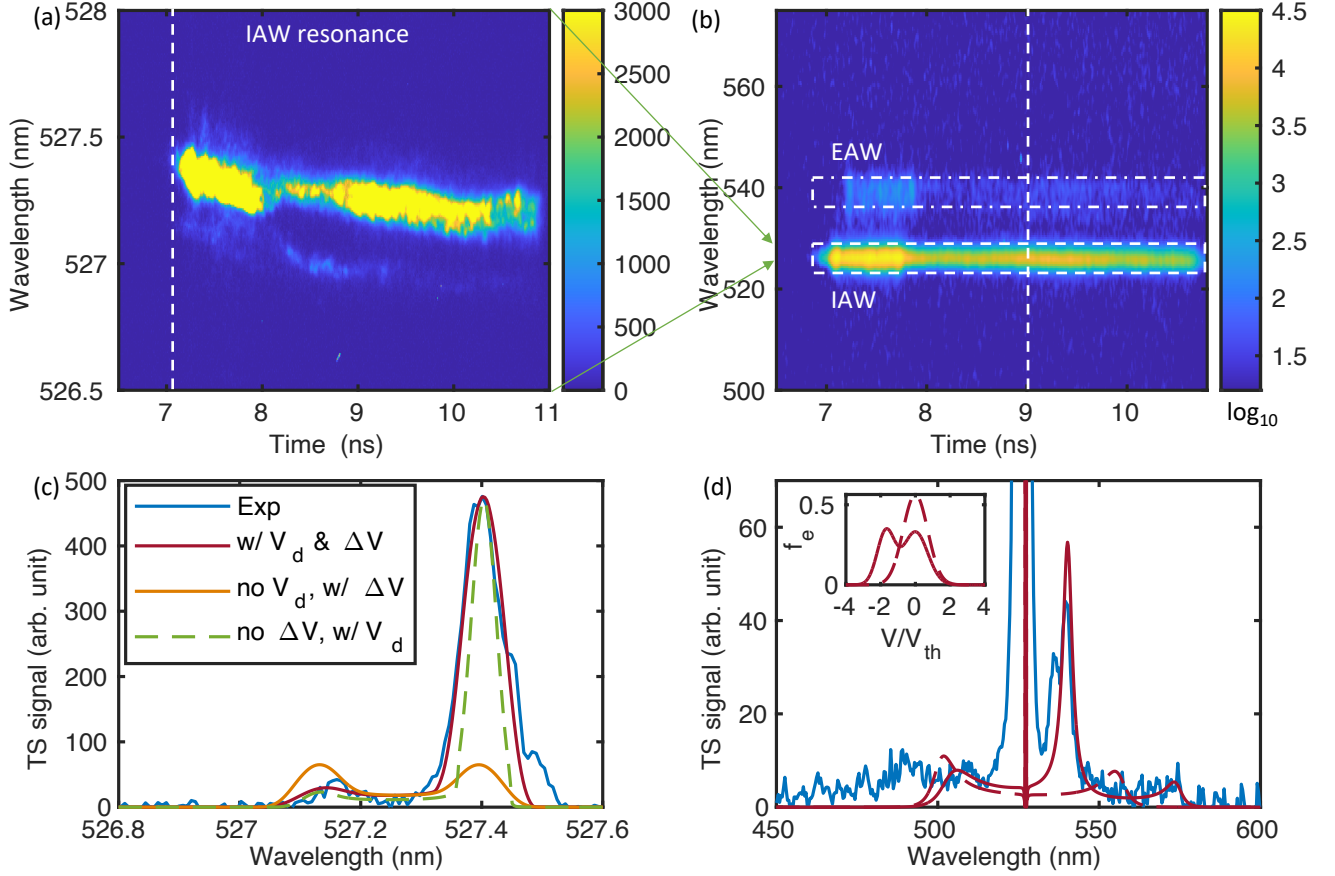 (a)
IAW resonance
528
527.5
527
526.5
Wavelength (nm)
7 8 9 10 11
Time (ns)
3000
2500
2000
1500
1000
500
0
(b)
EAW
IAW
560
540
520
500
Wavelength (nm)
7 8 9 10
Time (ns)
4.5
4
3.5
3
2.5
2
1.5
log10
(c)
Exp
w/ V d & ΔV
no V d, w/ ΔV
no ΔV, w/ V d
500
400
300
200
100
0
TS signal (arb. unit)
526.8 527 527.2 527.4 527.6
Wavelength (nm)
(d)
60
40
20
0
TS signal (arb. unit)
450 500 550 600
Wavelength (nm)
0.5
0
f e
-4 -2 0 2 4
V/V th